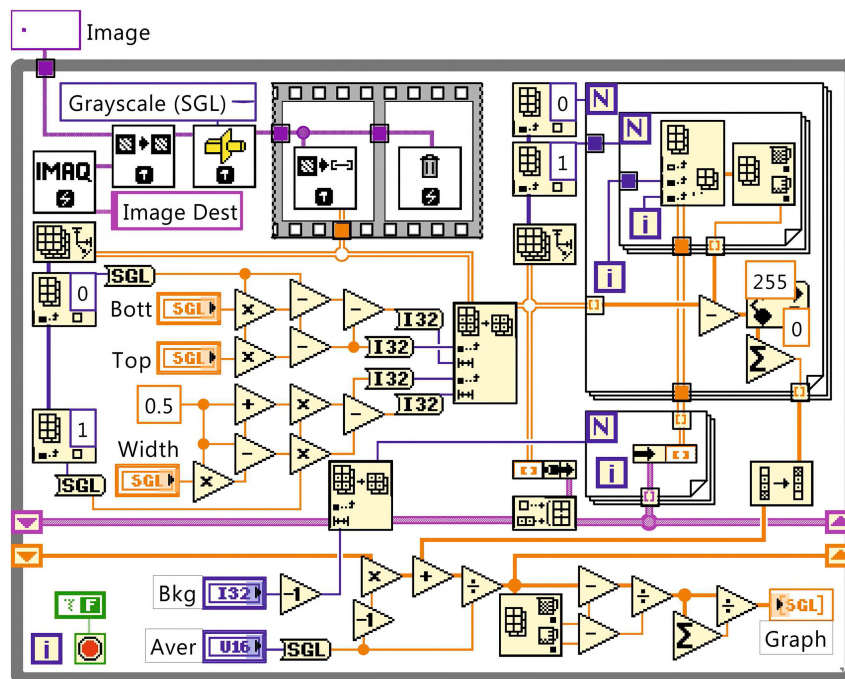 Image
Grayscale (SGL)
0
N
N
1
IMAQ
Image Dest
i
i
255
0
SGL
0
Bott
SGL
I32
I32
Top
SGL
I32
I32
0.5
1
Width
SGL
SGL
N
i
Bkg
I32
-1
F
Aver
U16
SGL
-1
i
SGL]
Graph